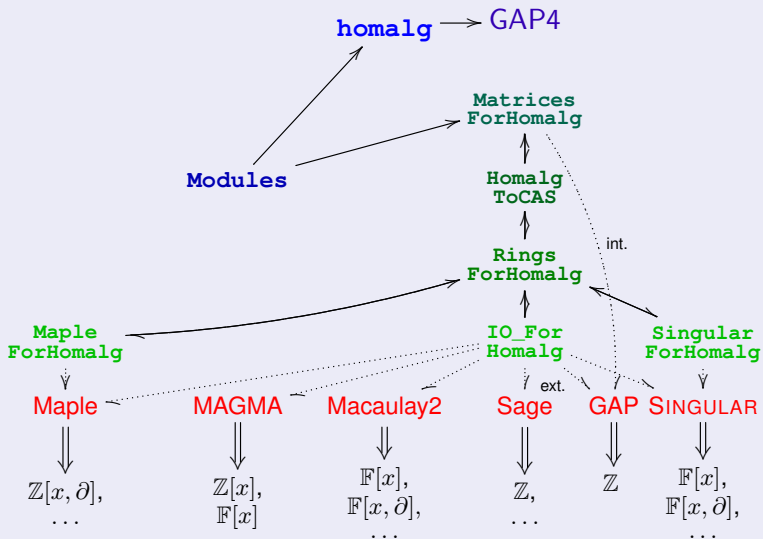 homalg
GAP4
Matrices
ForHomalg
Modules
Homalg
ToCAS
int.
Rings
ForHomalg
Maple
ForHomalg
IO_For
Homalg
Singular
ForHomalg
ext.
Maple
MAGMA
Macaulay2
Sage
GAP
SINGULAR
ℤ[x, ∂],
...
ℤ[x],
𝔽[x]
𝔽[x],
𝔽[x, ∂],
...
ℤ,
...
ℤ
𝔽[x],
𝔽[x, ∂],
...